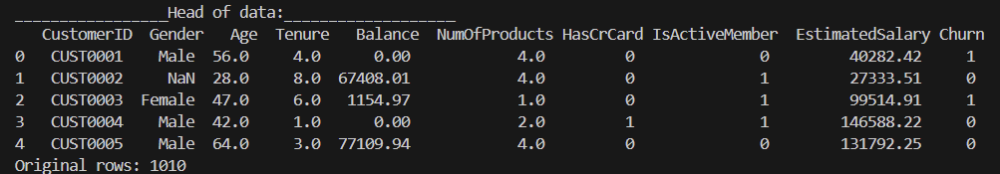 _________________Head of data:___________________
CustomerID Gender Age Tenure Balance NumOfProducts HasCrCard IsActiveMember EstimatedSalary Churn
0 CUST0001 Male 56.0 4.0 0.00 4.0 0 0 40282.42 1
1 CUST0002 NaN 28.0 8.0 67408.01 4.0 0 1 27333.51 0
2 CUST0003 Female 47.0 6.0 1154.97 1.0 0 1 99514.91 1
3 CUST0004 Male 42.0 1.0 0.00 2.0 1 1 146588.22 0
4 CUST0005 Male 64.0 3.0 77109.94 4.0 0 0 131792.25 0
Original rows: 1010